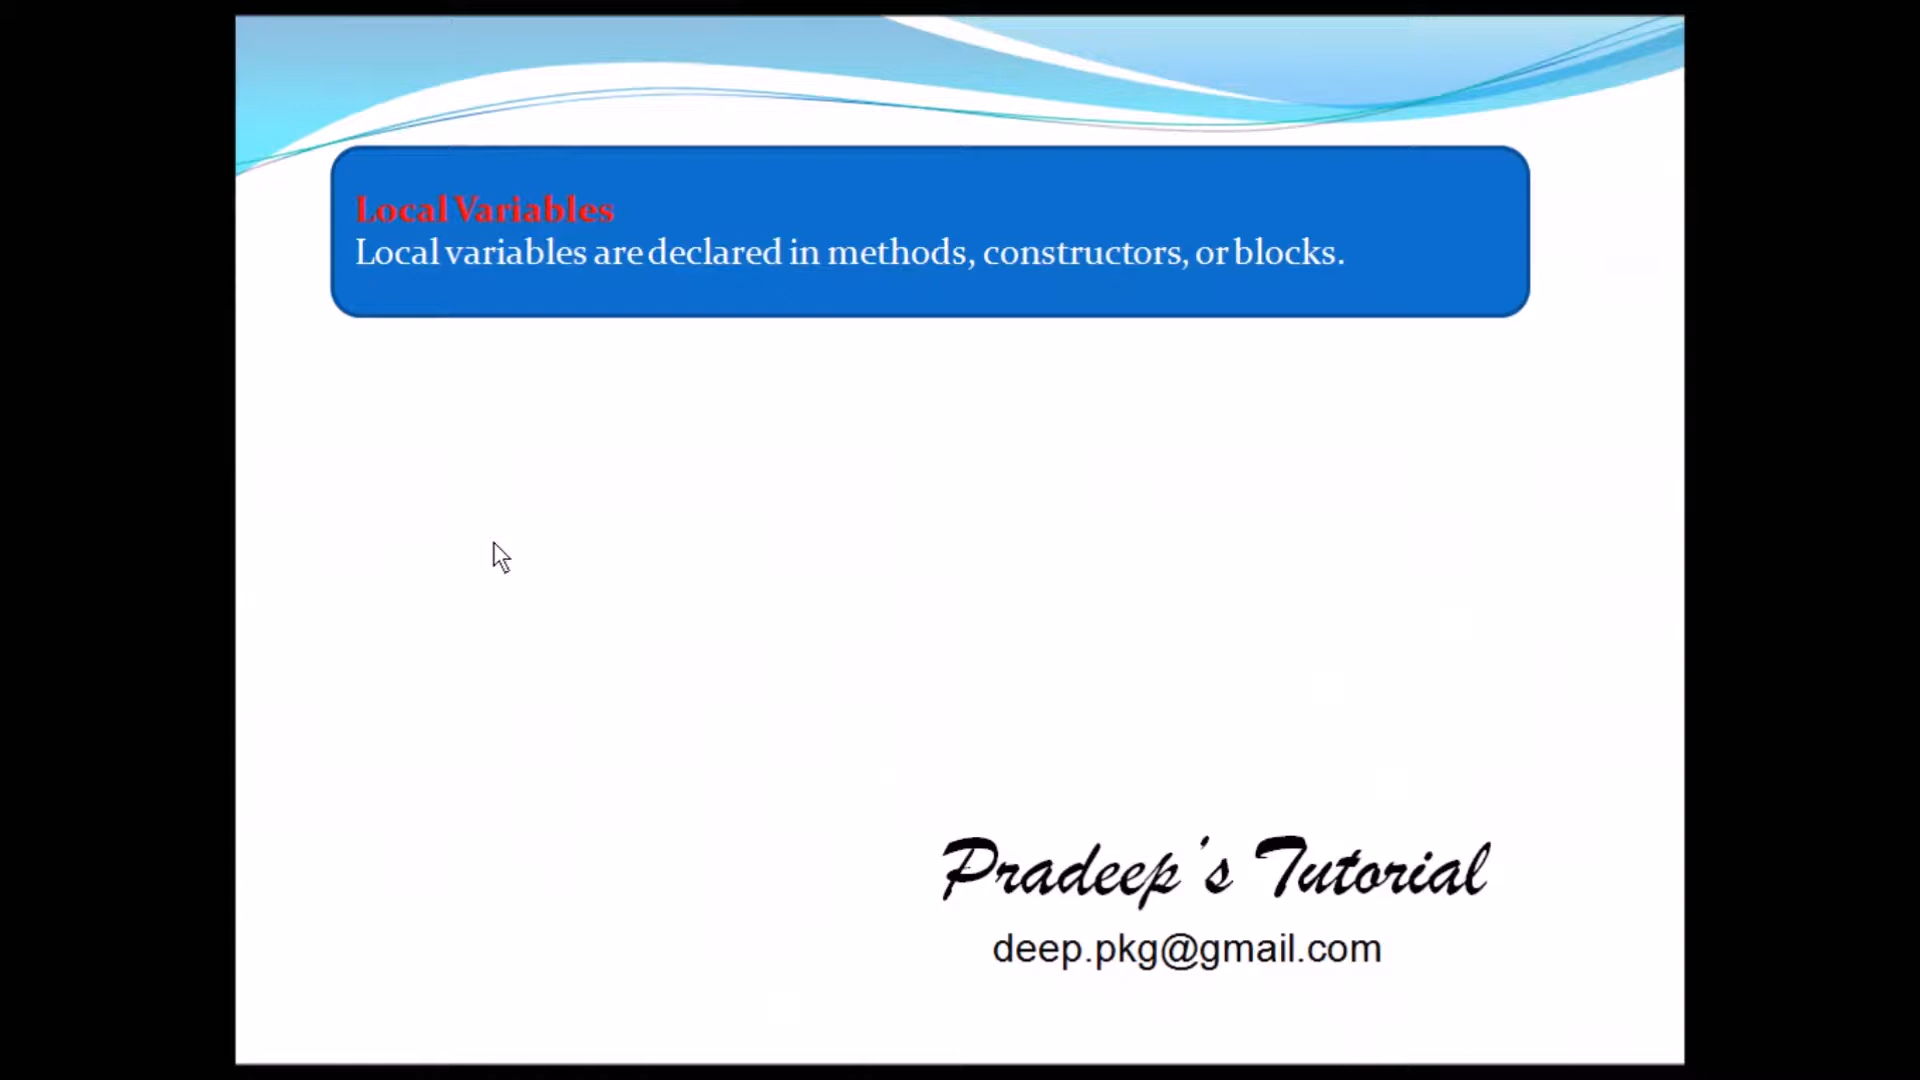 Local Variables
Local variables are declared in methods, constructors, or blocks.
Pradeep's Tutorial
deep.pkg@gmail.com